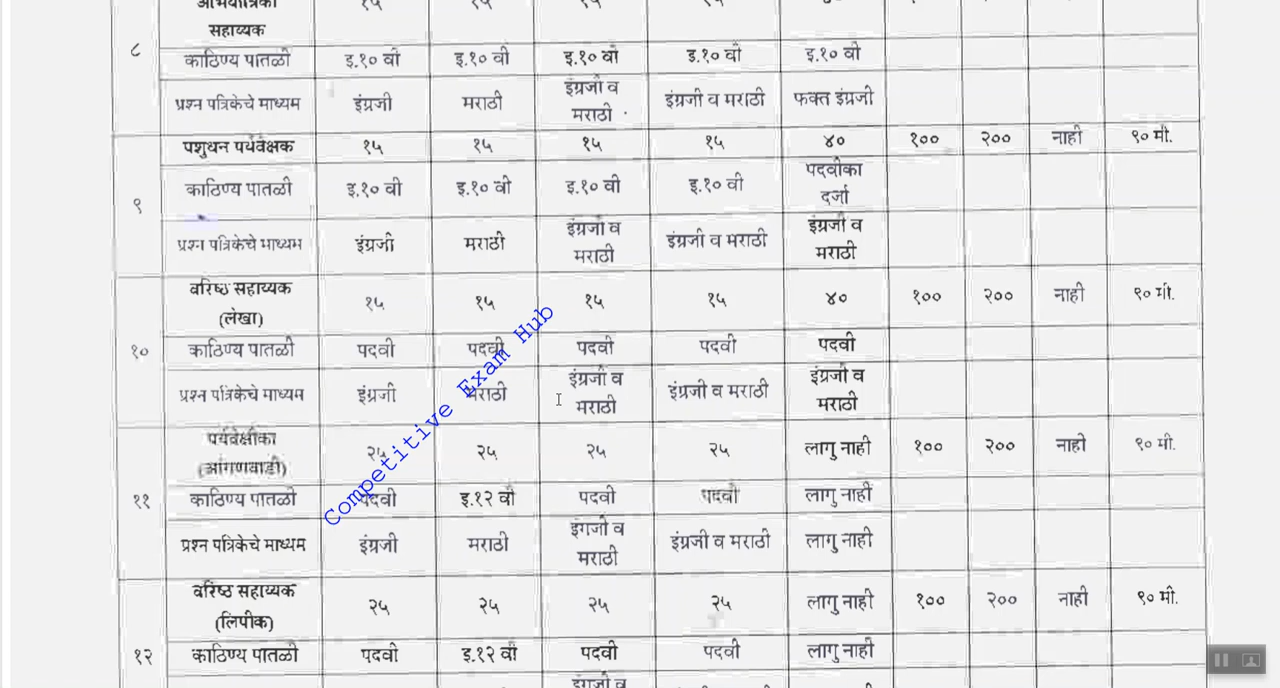 सहाय्यक
८ काठिण्य पातळी इ.१० वी इ.१० वी इ.१० वी इ.१० वी इ.१० वी
प्रश्न पत्रिकेचे माध्यम इंग्रजी मराठी इंग्रजी व मराठी इंग्रजी व मराठी फक्त इंग्रजी
पशुधन पर्यवेक्षक १५ १५ १५ १५ ४० १०० २०० नाही ९० मी.
९ काठिण्य पातळी इ.१० वी इ.१० वी इ.१० वी इ.१० वी पदवीका दर्जा
प्रश्न पत्रिकेचे माध्यम इंग्रजी मराठी इंग्रजी व मराठी इंग्रजी व मराठी इंग्रजी व मराठी
वरिष्ठ सहाय्यक (लेखा) १५ १५ १५ १५ ४० १०० २०० नाही ९० मी.
१० काठिण्य पातळी पदवी पदवी पदवी पदवी पदवी
प्रश्न पत्रिकेचे माध्यम इंग्रजी मराठी इंग्रजी व मराठी इंग्रजी व मराठी इंग्रजी व मराठी
पर्यवेक्षीका (आंगणवाडी) २५ २५ २५ २५ लागु नाही १०० २०० नाही ९० मी.
११ काठिण्य पातळी पदवी इ.१२ वी पदवी पदवी लागु नाही
प्रश्न पत्रिकेचे माध्यम इंग्रजी मराठी इंग्रजी व मराठी इंग्रजी व मराठी लागु नाही
वरिष्ठ सहाय्यक (लिपीक) २५ २५ २५ २५ लागु नाही १०० २०० नाही ९० मी.
१२ काठिण्य पातळी पदवी इ.१२ वी पदवी पदवी लागु नाही
इंग्रजी व
Competitive Exam Hub